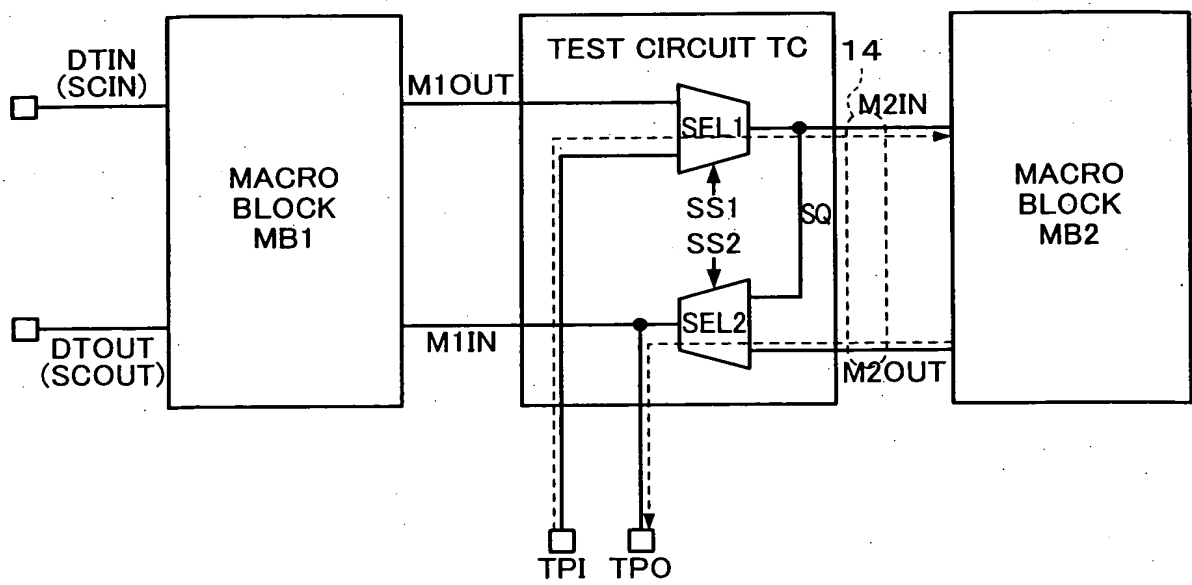 DTIN
(SCIN)
MACRO
BLOCK
MB1
DTOUT
(SCOUT)
M1OUT
M1IN
TEST CIRCUIT TC
SEL1
SS1
SS2
SQ
SEL2
TPI
TPO
14
M2IN
M2OUT
MACRO
BLOCK
MB2